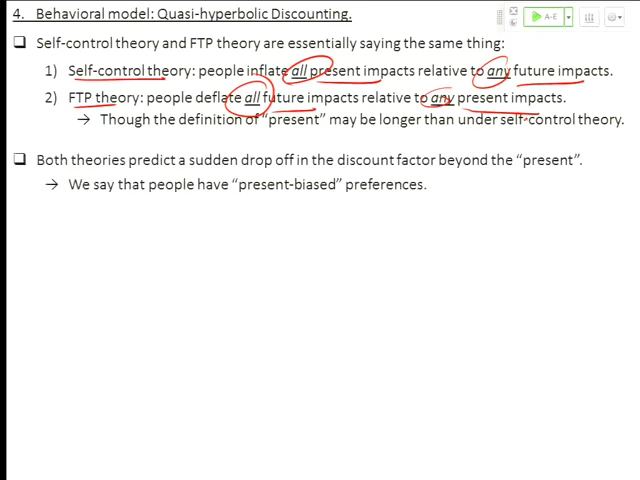 4. Behavioral model: Quasi-hyperbolic Discounting.
Self-control theory and FTP theory are essentially saying the same thing:
1) Self-control theory: people inflate all present impacts relative to any future impacts.
2) FTP theory: people deflate all future impacts relative to any present impacts.
→ Though the definition of "present" may be longer than under self-control theory.
Both theories predict a sudden drop off in the discount factor beyond the "present".
→ We say that people have "present-biased" preferences.
A-E